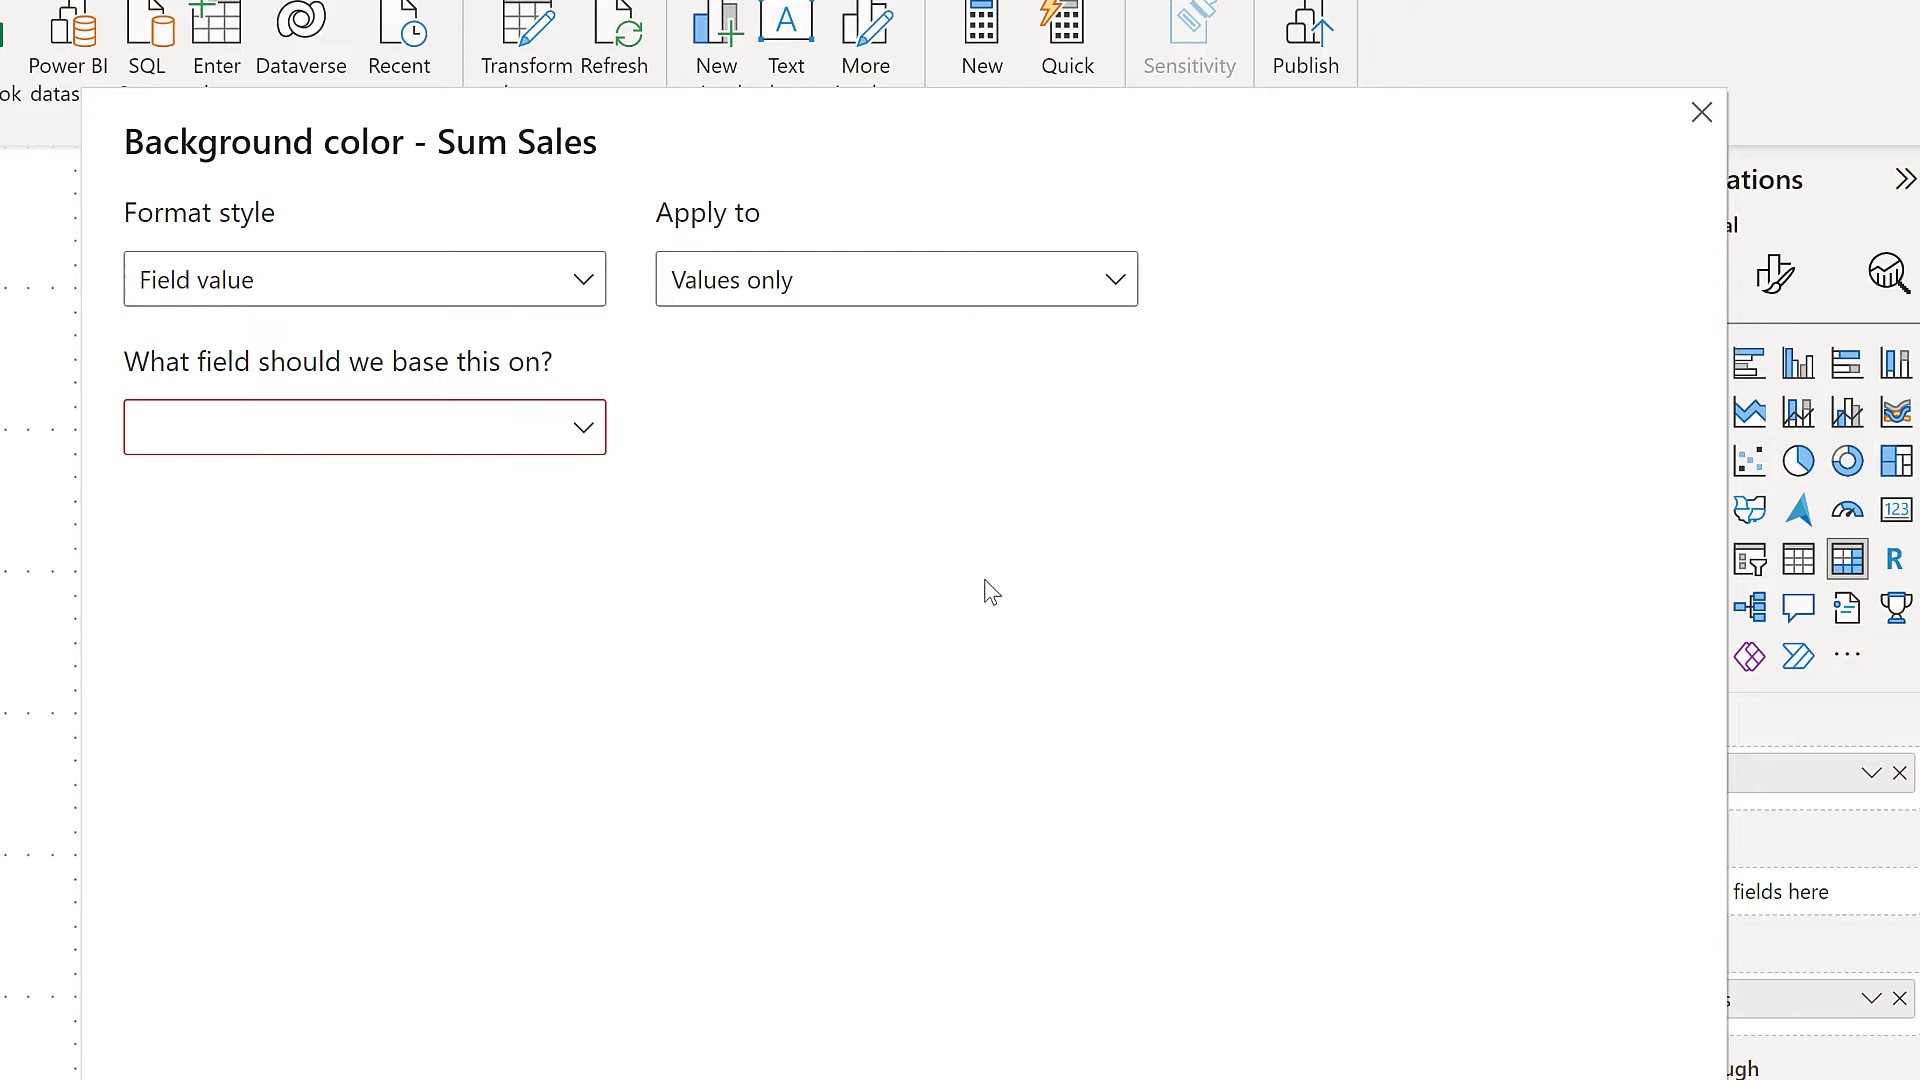 Power BI SQL Enter Dataverse Recent Transform Refresh New Text More New Quick Sensitivity Publish
ok datas
Background color - Sum Sales
Format style
Apply to
Field value
Values only
What field should we base this on?
ations
al
A
123
R
fields here
s
ugh